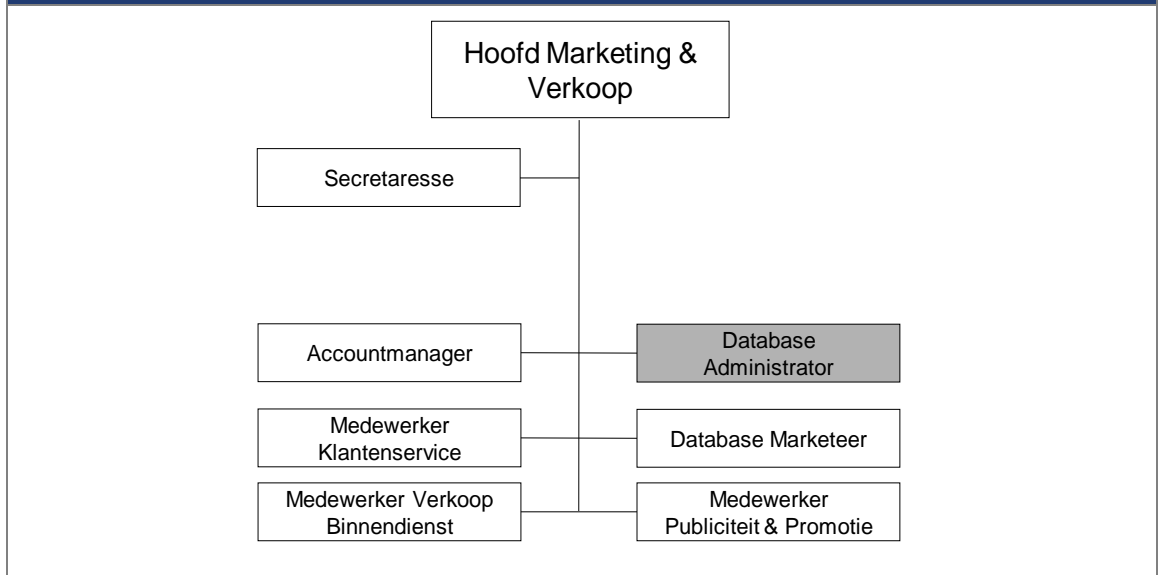 Hoofd Marketing &
Verkoop
Secretaresse
Accountmanager
Database
Administrator
Medewerker
Klantenservice
Database Marketeer
Medewerker Verkoop
Binnendienst
Medewerker
Publiciteit & Promotie